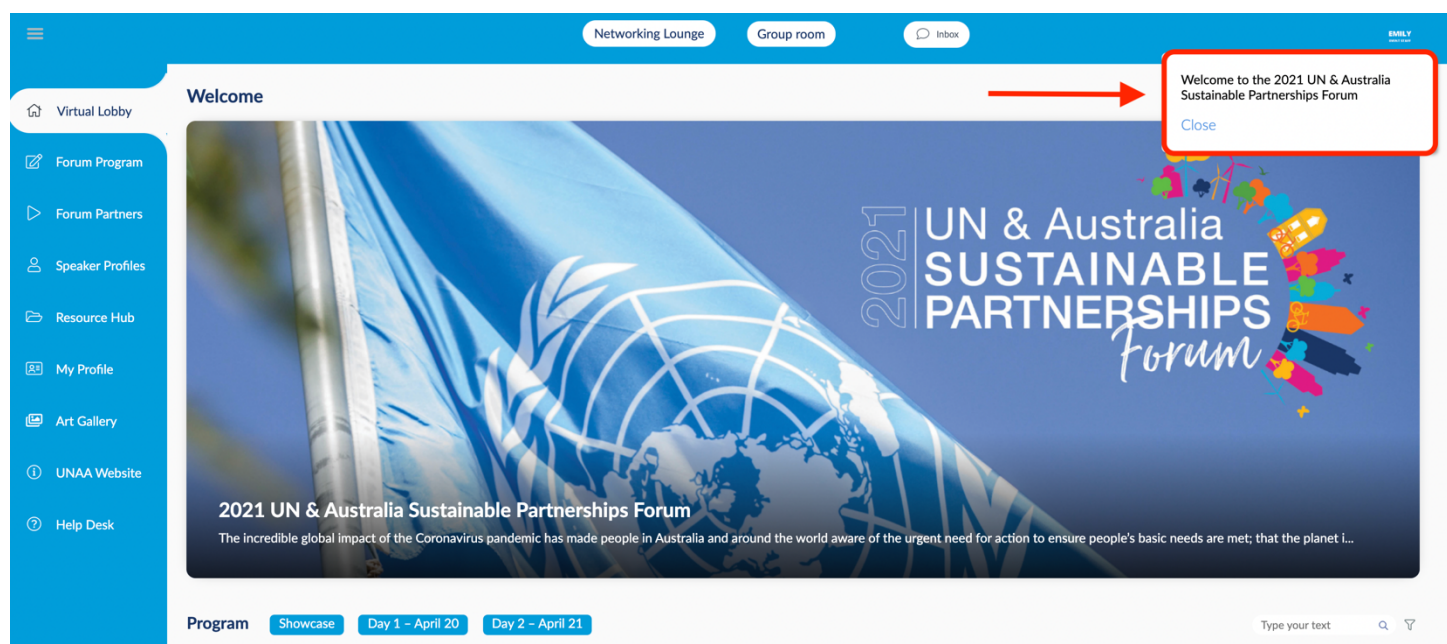 Networking Lounge
Group room
Inbox
EMILY
Welcome to the 2021 UN & Australia
Sustainable Partnerships Forum
Close
Virtual Lobby
Forum Program
Forum Partners
Speaker Profiles
Resource Hub
My Profile
Art Gallery
UNAA Website
Help Desk
Welcome
2021
UN & Australia
SUSTAINABLE
PARTNERSHIPS
Forum
2021 UN & Australia Sustainable Partnerships Forum
The incredible global impact of the Coronavirus pandemic has made people in Australia and around the world aware of the urgent need for action to ensure people's basic needs are met; that the planet i...
Program
Showcase
Day 1 – April 20
Day 2 – April 21
Type your text